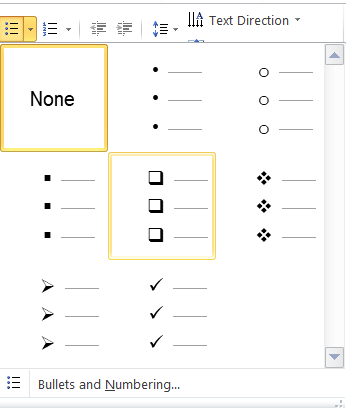 Text Direction
None
Bullets and Numbering...